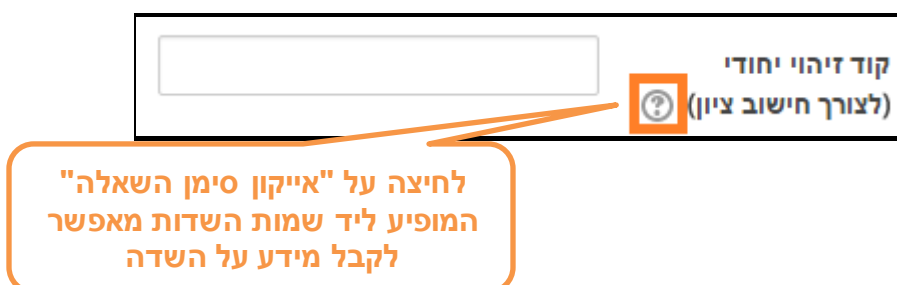 קוד זיהוי יחודי
(לצורך חישוב ציון) ?
לחיצה על "אייקון סימן השאלה"
המופיע ליד שמות השדות מאפשר
לקבל מידע על השדה